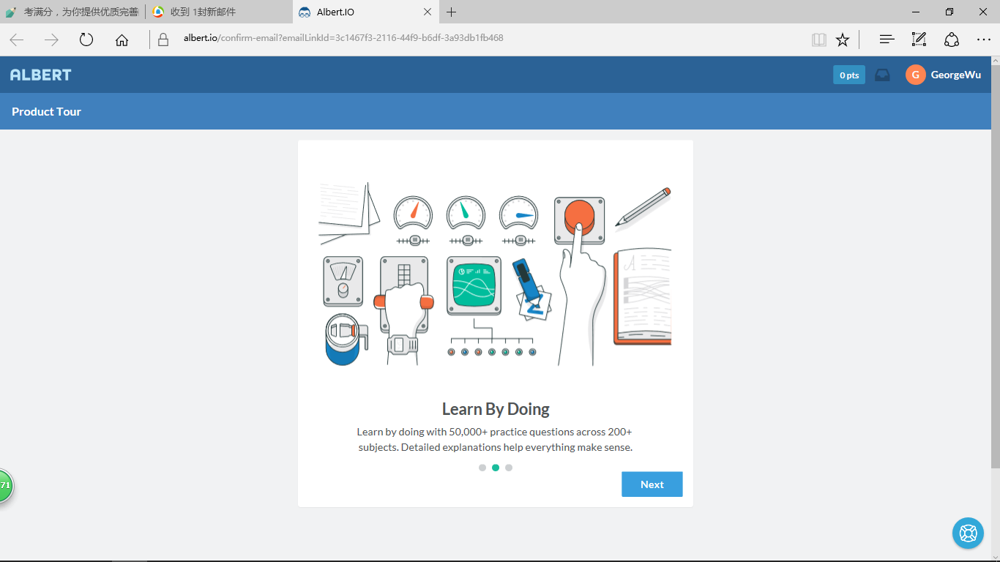 考满分，为你提供优质完善
收到 1封新邮件
Albert.IO
albert.io/confirm-email?emailLinkId=3c1467f3-2116-44f9-b6df-3a93db1fb468
ALBERT
0 pts
G
GeorgeWu
Product Tour
A
Learn By Doing
Learn by doing with 50,000+ practice questions across 200+
subjects. Detailed explanations help everything make sense.
71
Next